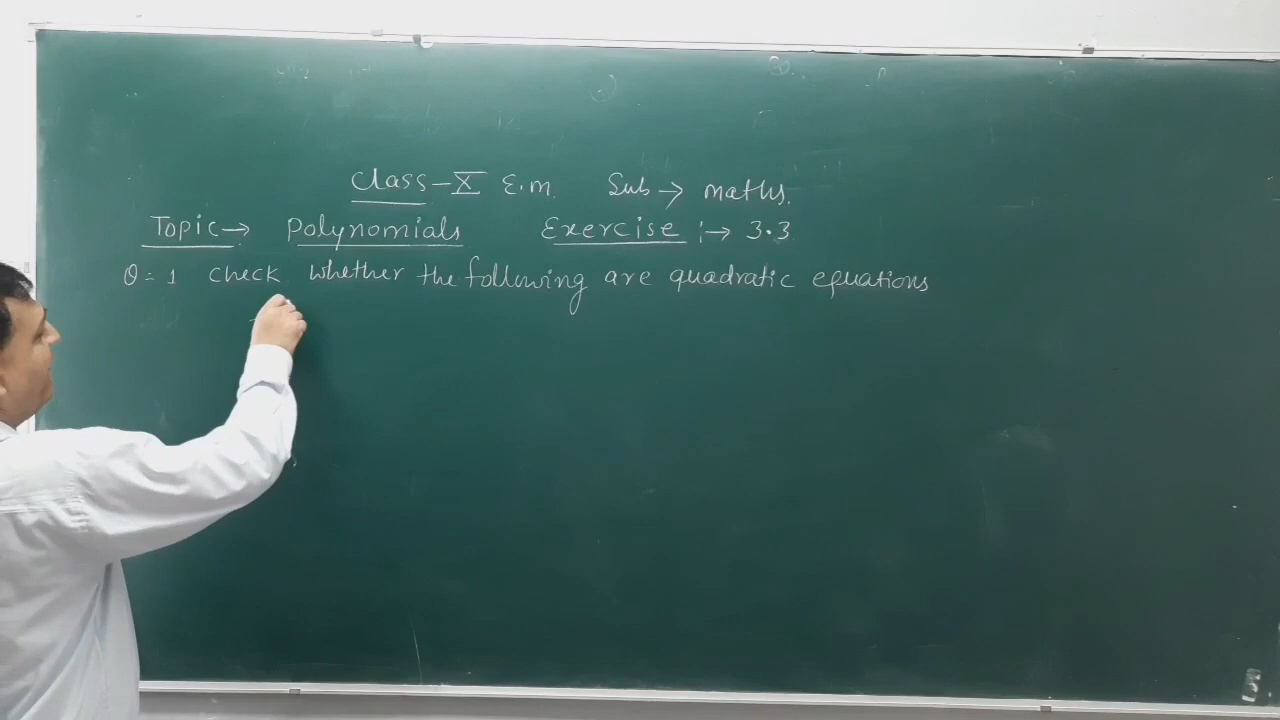 Class-X E.m. Sub → maths.
Topic → Polynomials Exercise :→ 3.3
Q=1 check whether the following are quadratic equations